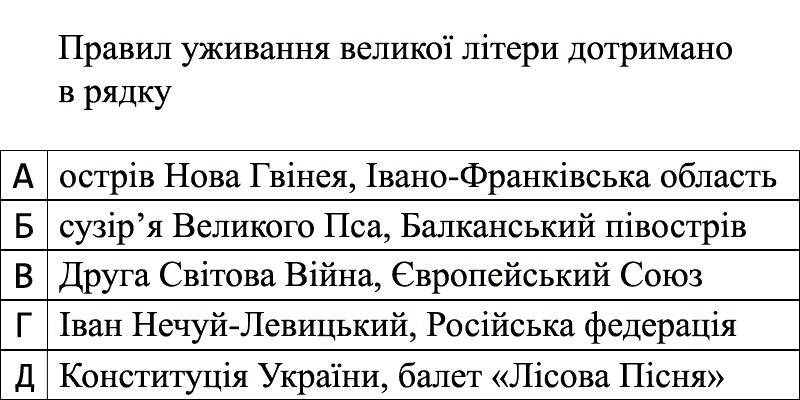 Правил уживання великої літери дотримано
в рядку
А острів Нова Гвінея, Івано-Франківська область
Б сузір’я Великого Пса, Балканський півострів
В Друга Світова Війна, Європейський Союз
Г Іван Нечуй-Левицький, Російська федерація
Д Конституція України, балет «Лісова Пісня»